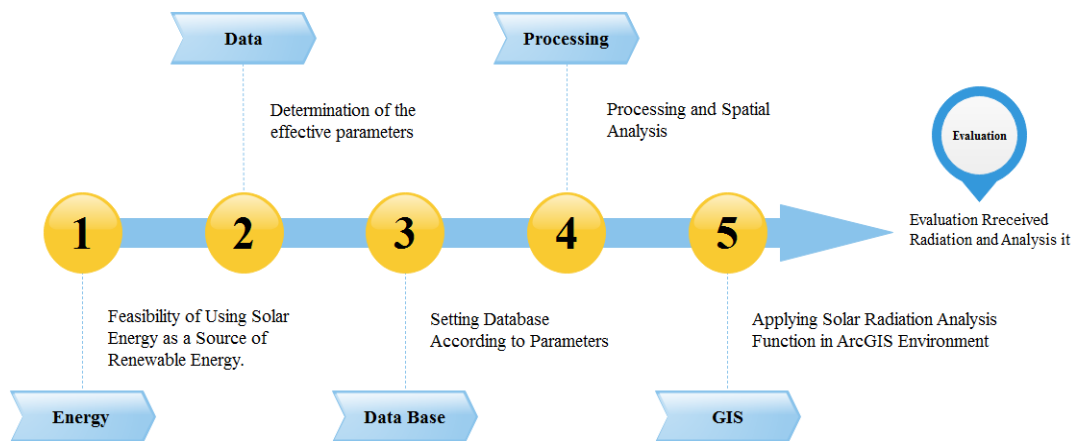 Data
Processing
Determination of the
effective parameters
Processing and Spatial
Analysis
Evaluation
1
2
3
4
5
Evaluation Rreceived
Radiation and Analysis it
Feasibility of Using Solar
Energy as a Source of
Renewable Energy.
Setting Database
According to Parameters
Applying Solar Radiation Analysis
Function in ArcGIS Environment
Energy
Data Base
GIS